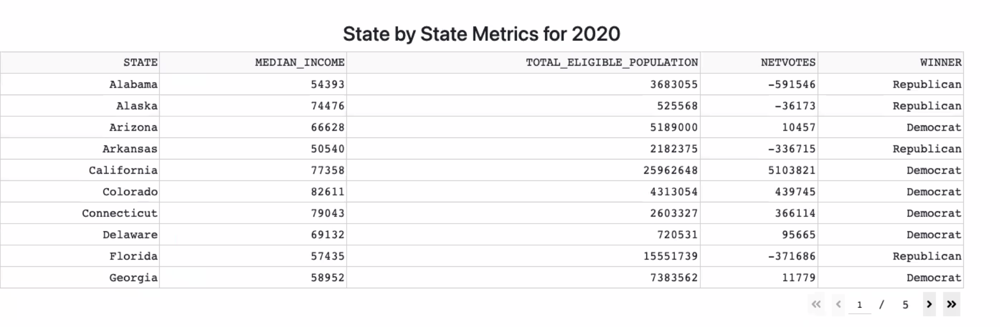 State by State Metrics for 2020
STATE MEDIAN_INCOME TOTAL_ELIGIBLE_POPULATION NETVOTES WINNER
Alabama 54393 3683055 -591546 Republican
Alaska 74476 525568 -36173 Republican
Arizona 66628 5189000 10457 Democrat
Arkansas 50540 2182375 -336715 Republican
California 77358 25962648 5103821 Democrat
Colorado 82611 4313054 439745 Democrat
Connecticut 79043 2603327 366114 Democrat
Delaware 69132 720531 95665 Democrat
Florida 57435 15551739 -371686 Republican
Georgia 58952 7383562 11779 Democrat
« ‹ 1 / 5 › »